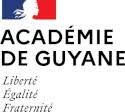 ACADÉMIE
DE GUYANE
Liberté
Égalité
Fraternité